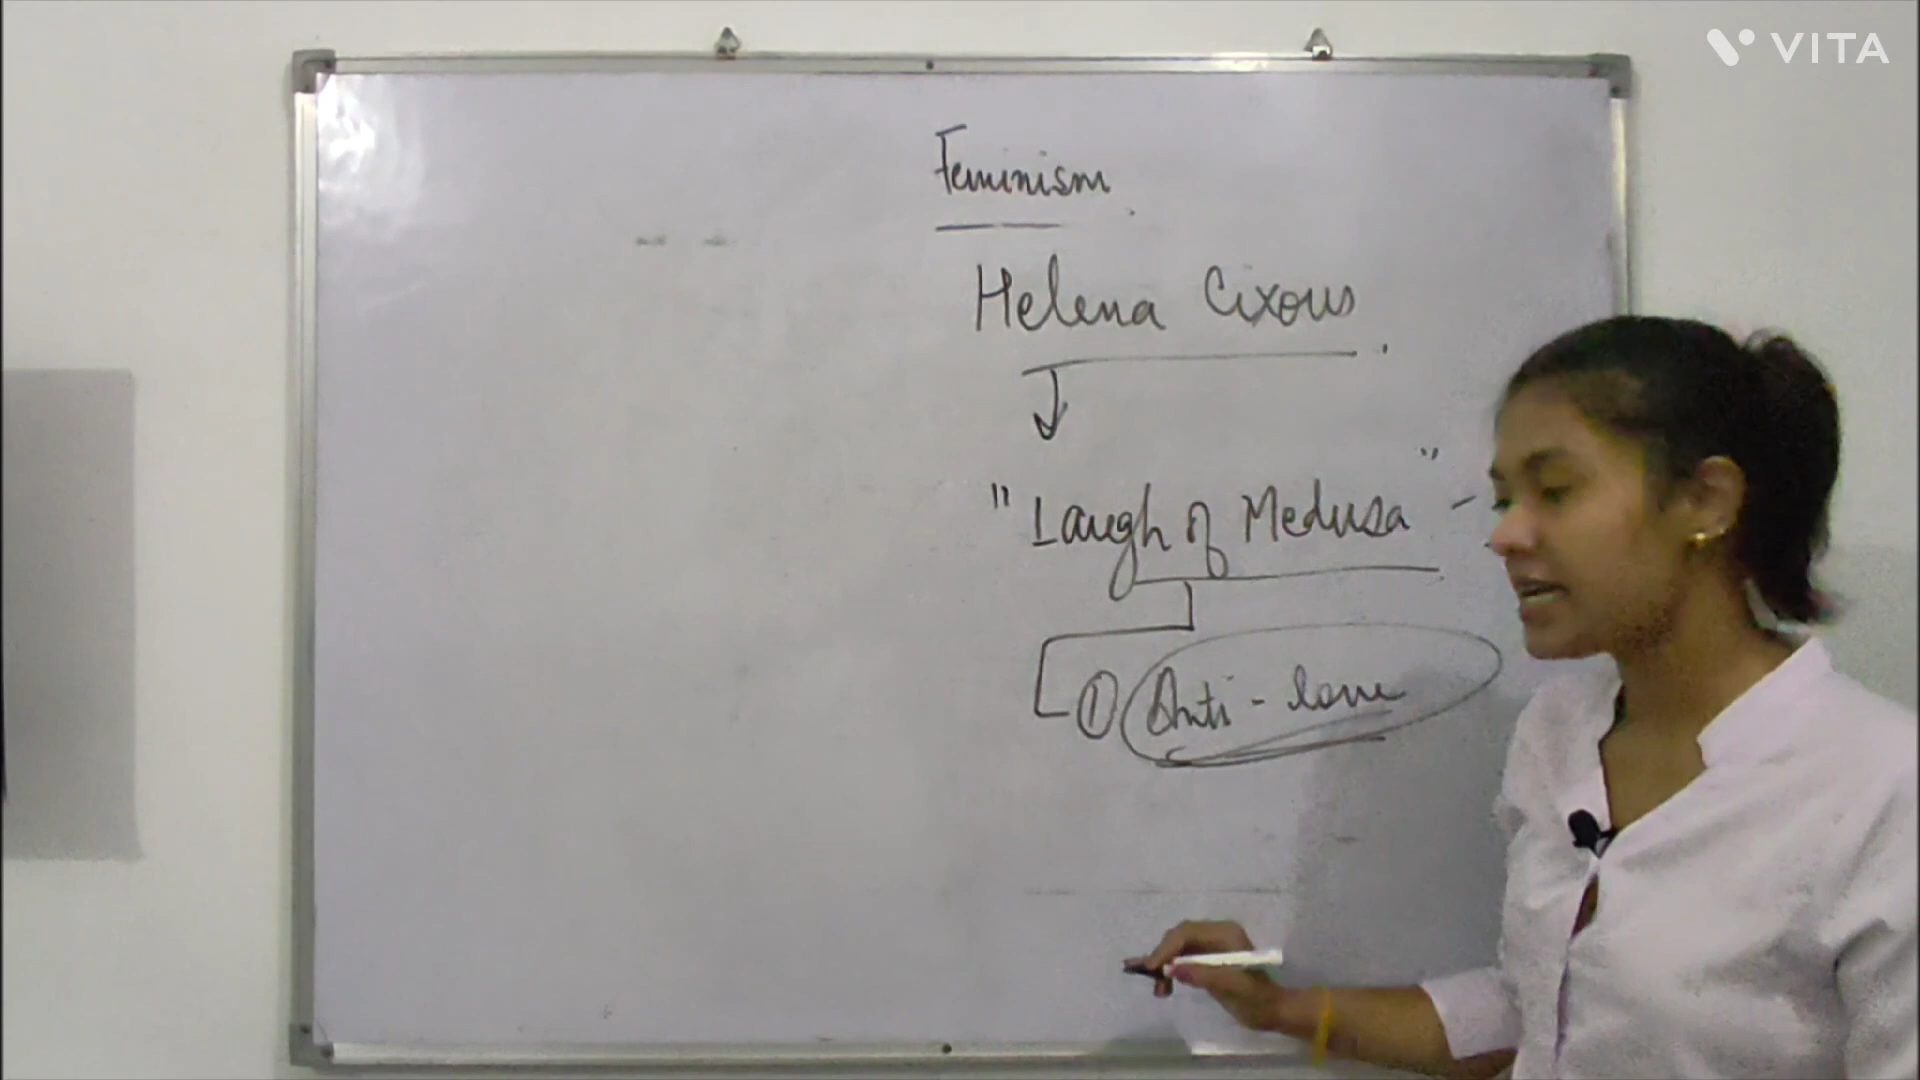 VITA
Feminism
Helena Cixous
"Laugh of Medusa" -
① Anti - love